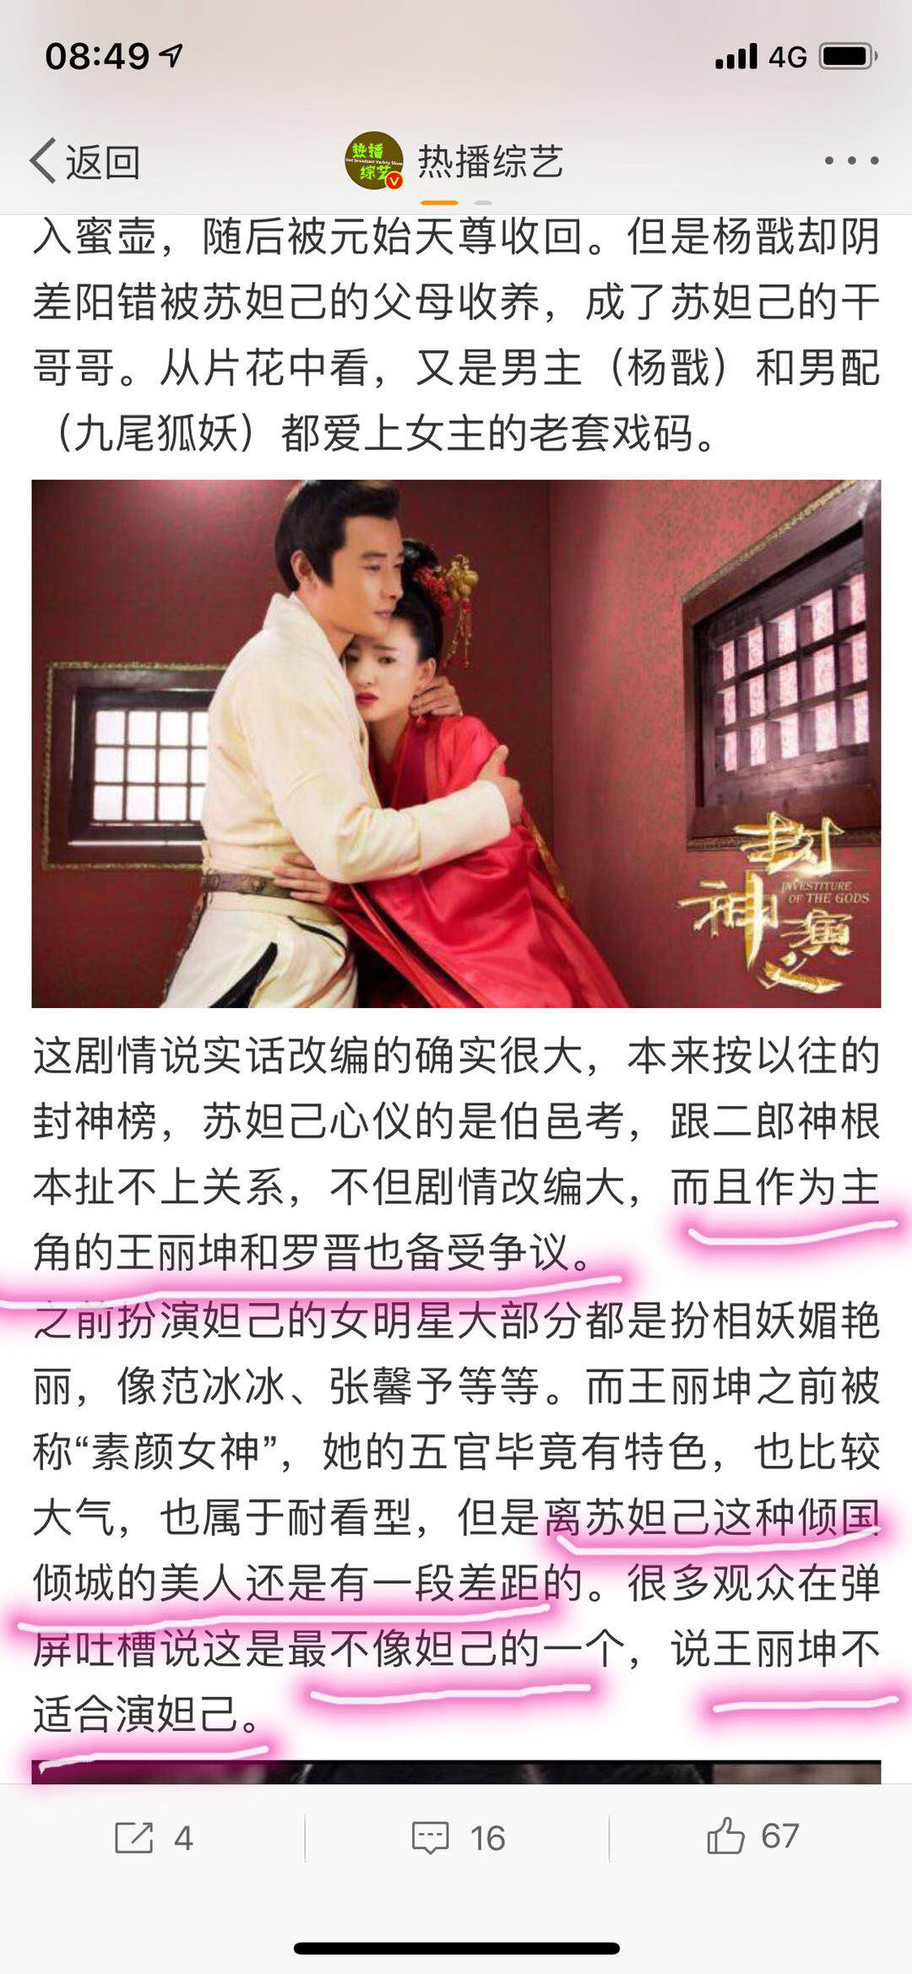 08:49
4G
返回
热播
综艺
热播综艺
入蜜壶，随后被元始天尊收回。但是杨戬却阴
差阳错被苏妲己的父母收养，成了苏妲己的干
哥哥。从片花中看，又是男主（杨戬）和男配
（九尾狐妖）都爱上女主的老套戏码。
封神演义
INVESTITURE
OF THE GODS
这剧情说实话改编的确实很大，本来按以往的
封神榜，苏妲己心仪的是伯邑考，跟二郎神根
本扯不上关系，不但剧情改编大，而且作为主
角的王丽坤和罗晋也备受争议。
之前扮演妲己的女明星大部分都是扮相妖媚艳
丽，像范冰冰、张馨予等等。而王丽坤之前被
称“素颜女神”，她的五官毕竟有特色，也比较
大气，也属于耐看型，但是离苏妲己这种倾国
倾城的美人还是有一段差距的。很多观众在弹
屏吐槽说这是最不像妲己的一个，说王丽坤不
适合演妲己。
4
16
67